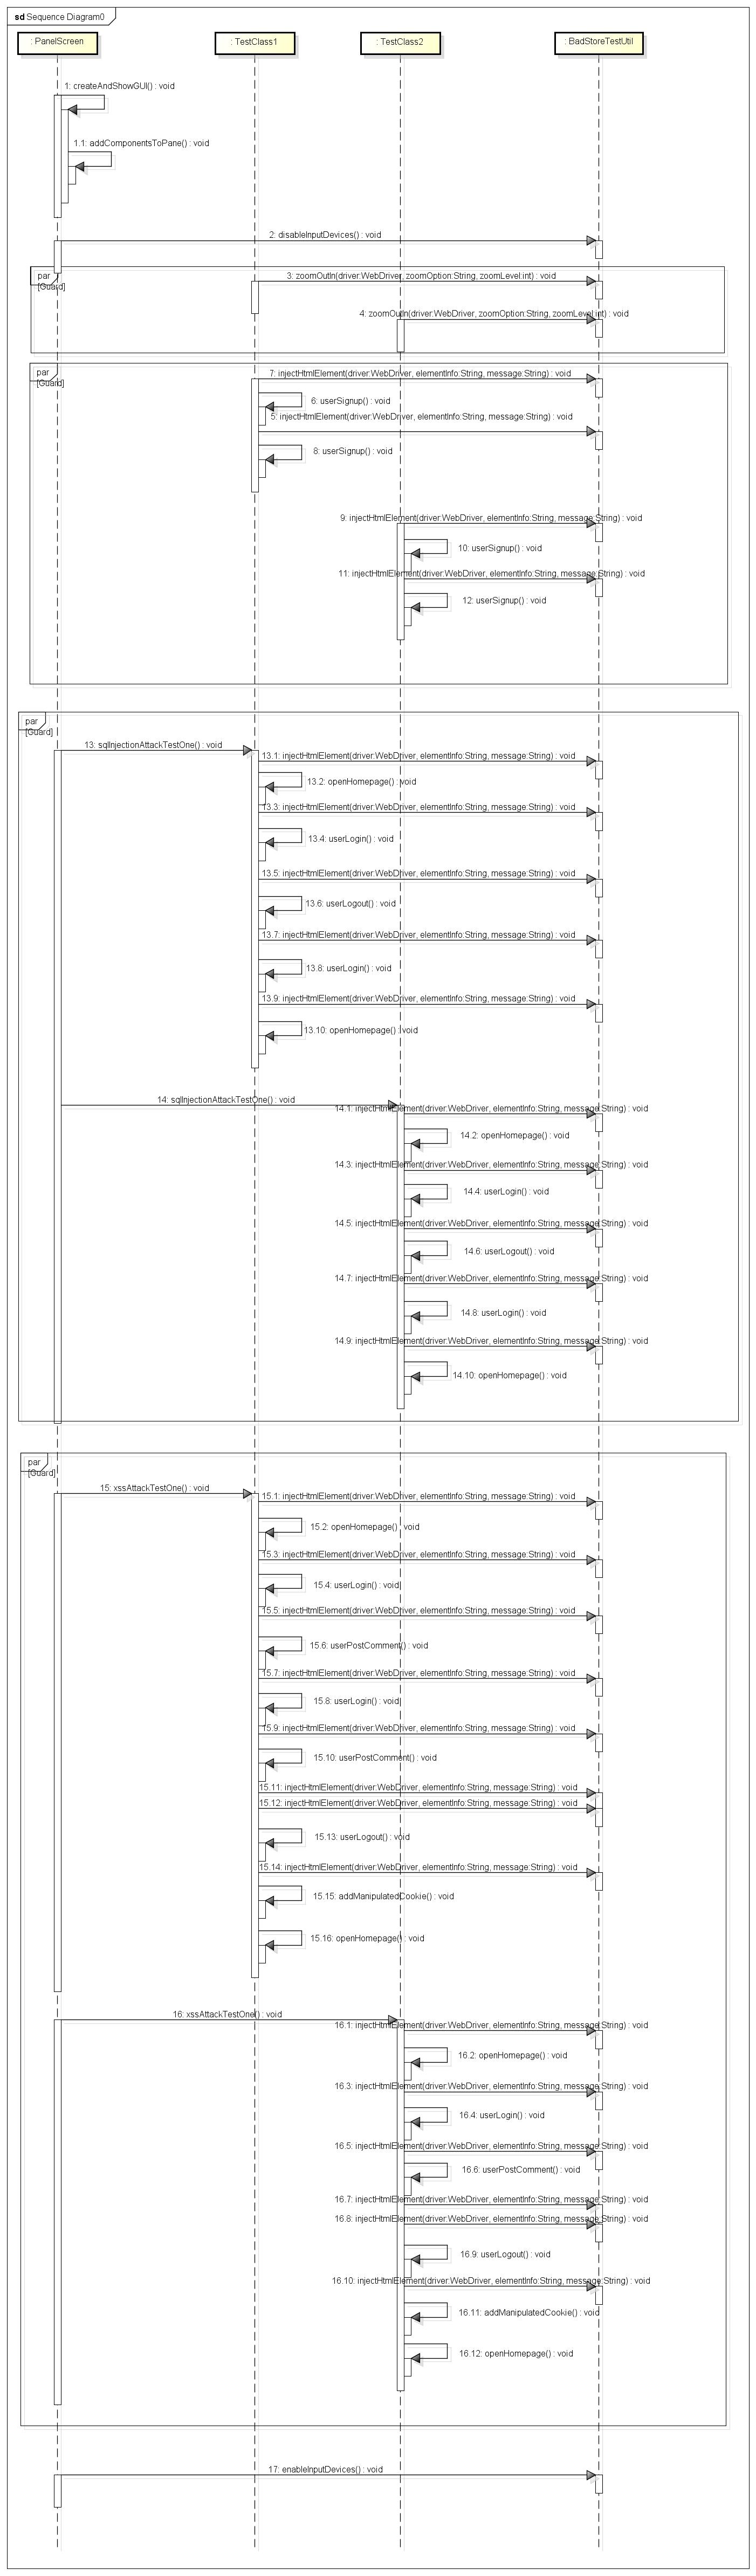 sd Sequence Diagram0
: PanelScreen
: TestClass1
: TestClass2
: BadStoreTestUtil
1: createAndShowGUI() : void
1.1: addComponentsToPane() : void
2: disableInputDevices() : void
par
[Guard]
3: zoomOutIn(driver:WebDriver, zoomOption:String, zoomLevel:int) : void
4: zoomOutIn(driver:WebDriver, zoomOption:String, zoomLevel:int) : void
par
[Guard]
7: injectHtmlElement(driver:WebDriver, elementInfo:String, message:String) : void
6: userSignup() : void
5: injectHtmlElement(driver:WebDriver, elementInfo:String, message:String) : void
8: userSignup() : void
9: injectHtmlElement(driver:WebDriver, elementInfo:String, message:String) : void
10: userSignup() : void
11: injectHtmlElement(driver:WebDriver, elementInfo:String, message:String) : void
12: userSignup() : void
par
[Guard]
13: sqlInjectionAttackTestOne() : void
13.1: injectHtmlElement(driver:WebDriver, elementInfo:String, message:String) : void
13.2: openHomepage() : void
13.3: injectHtmlElement(driver:WebDriver, elementInfo:String, message:String) : void
13.4: userLogin() : void
13.5: injectHtmlElement(driver:WebDriver, elementInfo:String, message:String) : void
13.6: userLogout() : void
13.7: injectHtmlElement(driver:WebDriver, elementInfo:String, message:String) : void
13.8: userLogin() : void
13.9: injectHtmlElement(driver:WebDriver, elementInfo:String, message:String) : void
13.10: openHomepage() : void
14: sqlInjectionAttackTestOne() : void
14.1: injectHtmlElement(driver:WebDriver, elementInfo:String, message:String) : void
14.2: openHomepage() : void
14.3: injectHtmlElement(driver:WebDriver, elementInfo:String, message:String) : void
14.4: userLogin() : void
14.5: injectHtmlElement(driver:WebDriver, elementInfo:String, message:String) : void
14.6: userLogout() : void
14.7: injectHtmlElement(driver:WebDriver, elementInfo:String, message:String) : void
14.8: userLogin() : void
14.9: injectHtmlElement(driver:WebDriver, elementInfo:String, message:String) : void
14.10: openHomepage() : void
par
[Guard]
15: xssAttackTestOne() : void
15.1: injectHtmlElement(driver:WebDriver, elementInfo:String, message:String) : void
15.2: openHomepage() : void
15.3: injectHtmlElement(driver:WebDriver, elementInfo:String, message:String) : void
15.4: userLogin() : void
15.5: injectHtmlElement(driver:WebDriver, elementInfo:String, message:String) : void
15.6: userPostComment() : void
15.7: injectHtmlElement(driver:WebDriver, elementInfo:String, message:String) : void
15.8: userLogin() : void
15.9: injectHtmlElement(driver:WebDriver, elementInfo:String, message:String) : void
15.10: userPostComment() : void
15.11: injectHtmlElement(driver:WebDriver, elementInfo:String, message:String) : void
15.12: injectHtmlElement(driver:WebDriver, elementInfo:String, message:String) : void
15.13: userLogout() : void
15.14: injectHtmlElement(driver:WebDriver, elementInfo:String, message:String) : void
15.15: addManipulatedCookie() : void
15.16: openHomepage() : void
16: xssAttackTestOne() : void
16.1: injectHtmlElement(driver:WebDriver, elementInfo:String, message:String) : void
16.2: openHomepage() : void
16.3: injectHtmlElement(driver:WebDriver, elementInfo:String, message:String) : void
16.4: userLogin() : void
16.5: injectHtmlElement(driver:WebDriver, elementInfo:String, message:String) : void
16.6: userPostComment() : void
16.7: injectHtmlElement(driver:WebDriver, elementInfo:String, message:String) : void
16.8: injectHtmlElement(driver:WebDriver, elementInfo:String, message:String) : void
16.9: userLogout() : void
16.10: injectHtmlElement(driver:WebDriver, elementInfo:String, message:String) : void
16.11: addManipulatedCookie() : void
16.12: openHomepage() : void
17: enableInputDevices() : void